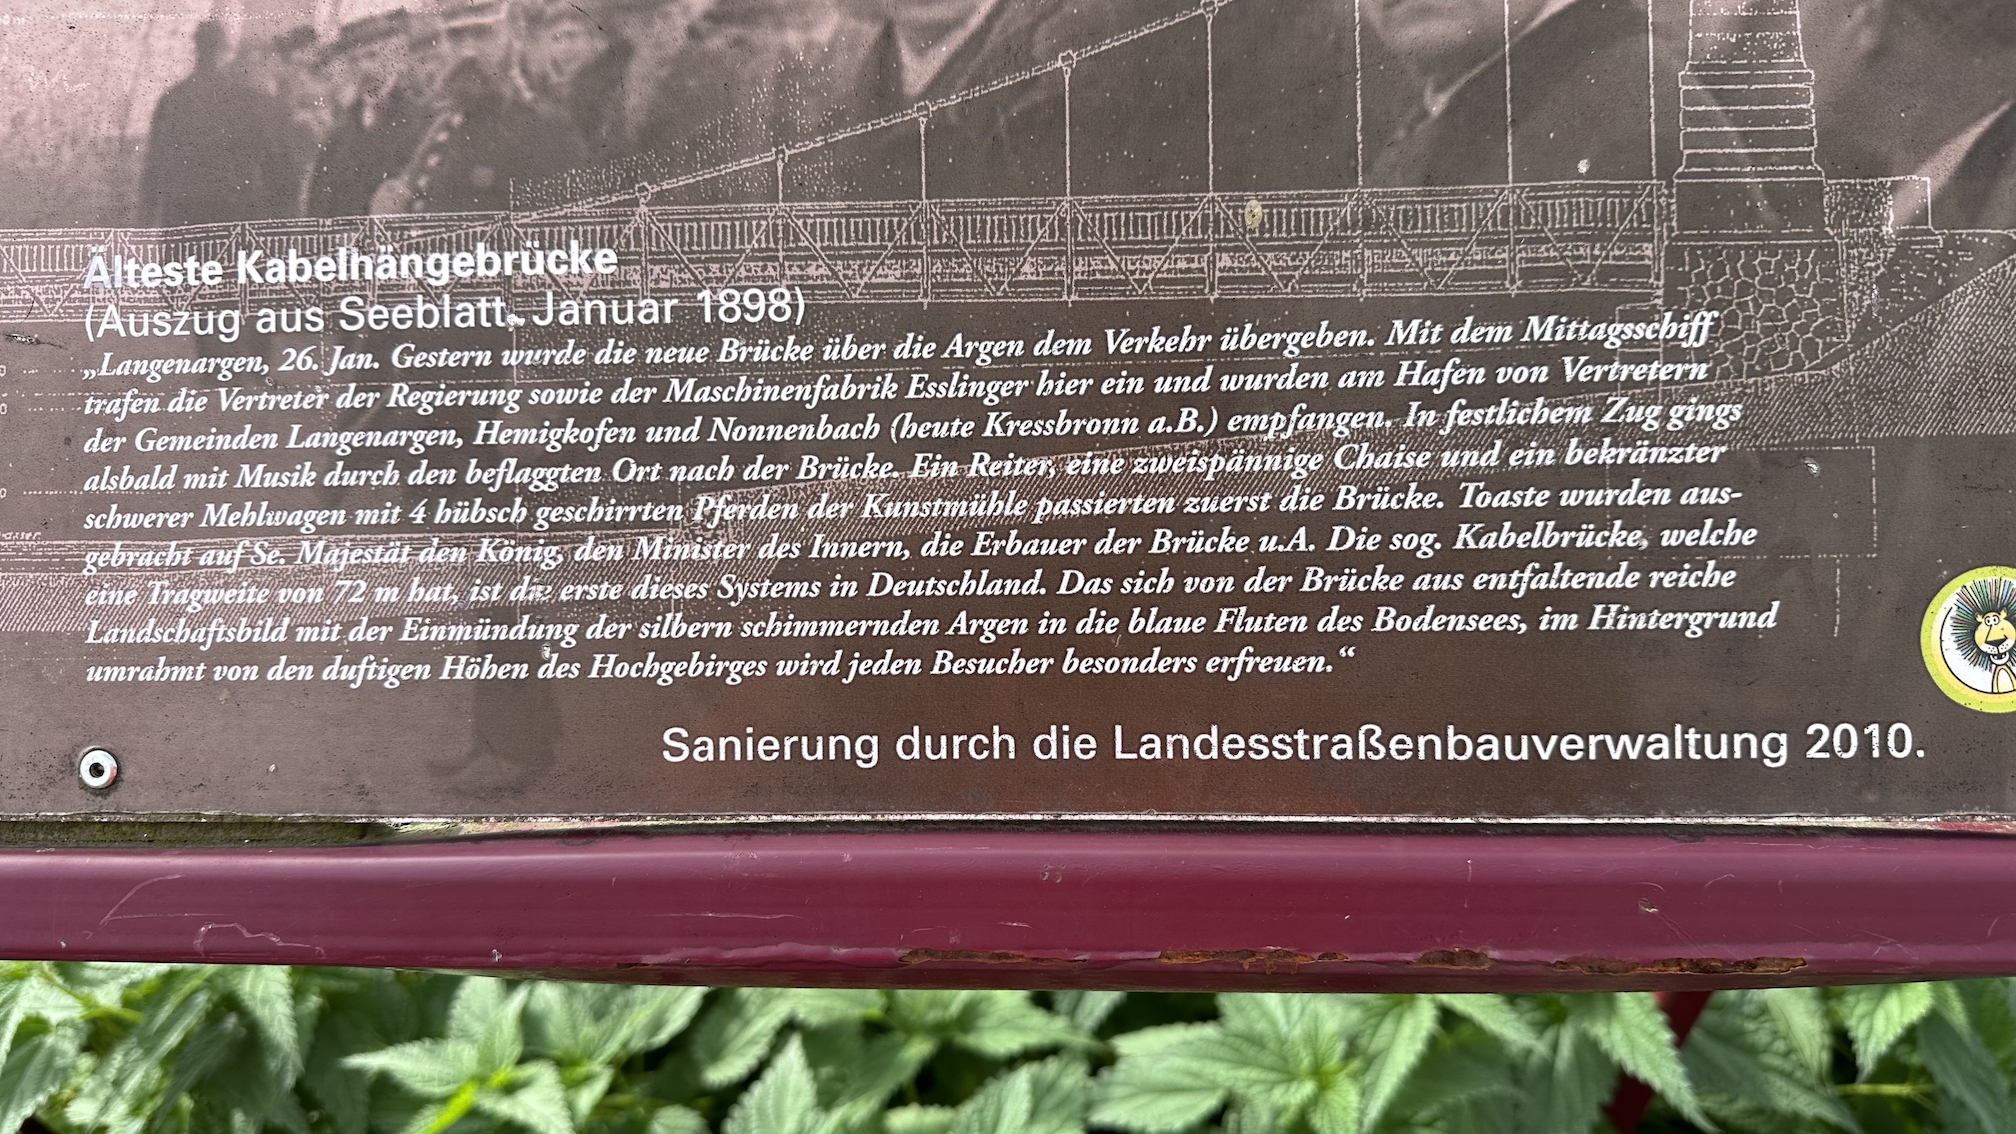 Älteste Kabelhängebrücke
(Auszug aus Seeblatt, Januar 1898)
„Langenargen, 26. Jan. Gestern wurde die neue Brücke über die Argen dem Verkehr übergeben. Mit dem Mittagsschiff
trafen die Vertreter der Regierung sowie der Maschinenfabrik Esslinger hier ein und wurden am Hafen von Vertretern
der Gemeinden Langenargen, Hemigkofen und Nonnenbach (heute Kressbronn a.B.) empfangen. In festlichem Zug gings
alsbald mit Musik durch den beflaggten Ort nach der Brücke. Ein Reiter, eine zweispännige Chaise und ein bekränzter
schwerer Mehlwagen mit 4 hübsch geschirrten Pferden der Kunstmühle passierten zuerst die Brücke. Toaste wurden aus-
gebracht auf Se. Majestät den König, den Minister des Innern, die Erbauer der Brücke u.A. Die sog. Kabelbrücke, welche
eine Tragweite von 72 m hat, ist die erste dieses Systems in Deutschland. Das sich von der Brücke aus entfaltende reiche
Landschaftsbild mit der Einmündung der silbern schimmernden Argen in die blaue Fluten des Bodensees, im Hintergrund
umrahmt von den duftigen Höhen des Hochgebirges wird jeden Besucher besonders erfreuen.“
Sanierung durch die Landesstraßenbauverwaltung 2010.